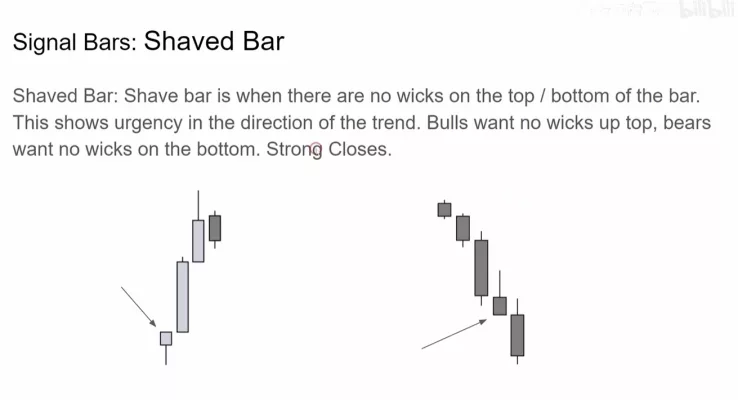 Signal Bars: Shaved Bar
Shaved Bar: Shave bar is when there are no wicks on the top / bottom of the bar.
This shows urgency in the direction of the trend. Bulls want no wicks up top, bears
want no wicks on the bottom. Strong Closes.
bilibili